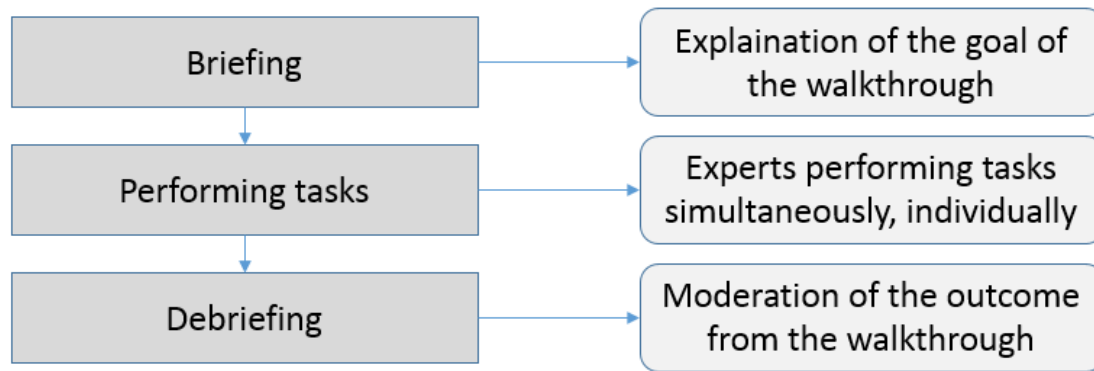 Briefing
Explaination of the goal of
the walkthrough
Performing tasks
Experts performing tasks
simultaneously, individually
Debriefing
Moderation of the outcome
from the walkthrough